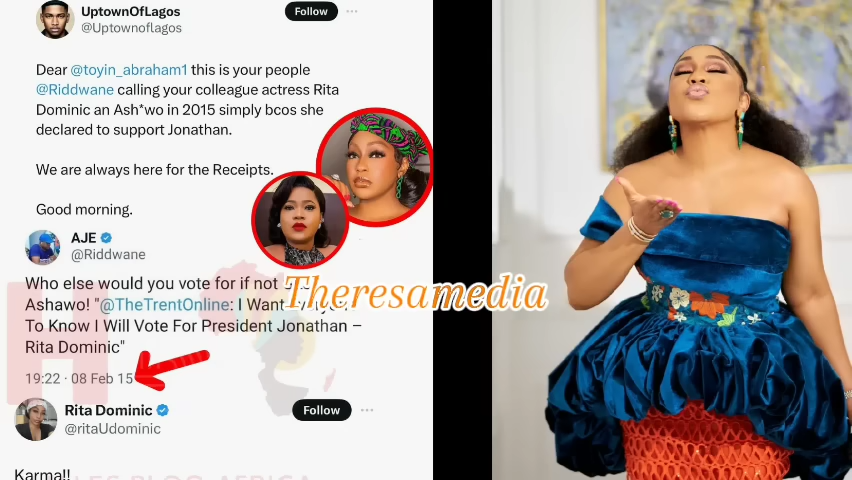 UptownOfLagos
@Uptownoflagos
Follow
Dear @toyin_abraham1 this is your people
@Riddwane calling your colleague actress Rita
Dominic an Ash*wo in 2015 simply bcos she
declared to support Jonathan.
We are always here for the Receipts.
Good morning.
AJE
@Riddwane
Who else would you vote for if not
Ashawo! "@TheTrentOnline: I Want
To Know I Will Vote For President Jonathan –
Rita Dominic"
Theresamedia
19:22 · 08 Feb 15
Rita Dominic
@ritaUdominic
Follow
Karma!!
BLOG AFRICA